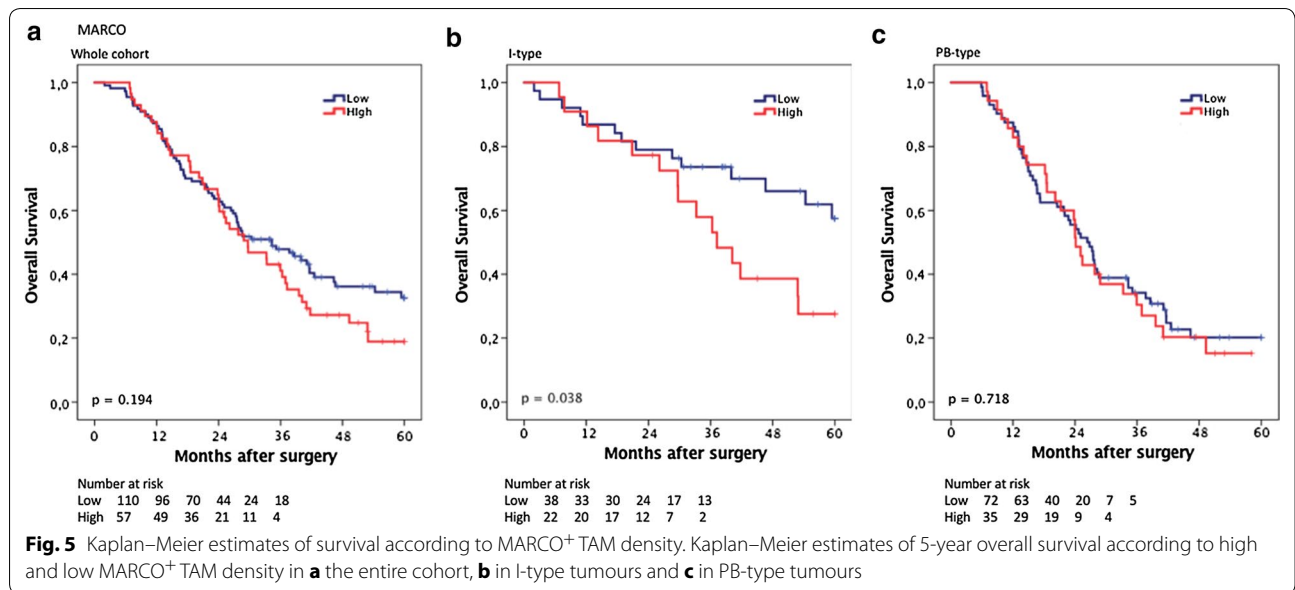 a MARCO
Whole cohort
1,0
0,8
0,6
0,4
0,2
0,0
Overall Survival
Low
HIgh
p = 0.194
0 12 24 36 48 60
Months after surgery
Number at risk
Low 110 96 70 44 24 18
High 57 49 36 21 11 4
b
I-type
1,0
0,8
0,6
0,4
0,2
0,0
Overall Survival
Low
High
p = 0.038
0 12 24 36 48 60
Months after surgery
Number at risk
Low 38 33 30 24 17 13
High 22 20 17 12 7 2
c
PB-type
1,0
0,8
0,6
0,4
0,2
0,0
Overall Survival
Low
High
p = 0.718
0 12 24 36 48 60
Months after surgery
Number at risk
Low 72 63 40 20 7 5
High 35 29 19 9 4
Fig. 5 Kaplan–Meier estimates of survival according to MARCO+ TAM density. Kaplan–Meier estimates of 5-year overall survival according to high
and low MARCO+ TAM density in a the entire cohort, b in I-type tumours and c in PB-type tumours